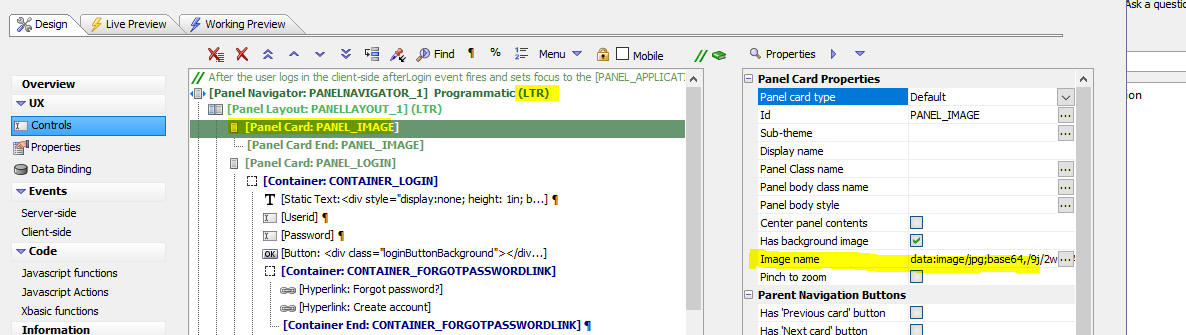 Design
Live Preview
Working Preview
Ask a questio
Find
¶
%
Menu
Mobile
//
Properties
Overview
UX
Controls
Properties
Data Binding
Events
Server-side
Client-side
Code
Javascript functions
Javascript Actions
Xbasic functions
Information
// After the user logs in the client-side afterLogin event fires and sets focus to the [PANEL_APPLICAT
[Panel Navigator: PANELNAVIGATOR_1] Programmatic (LTR)
[Panel Layout: PANELLAYOUT_1] (LTR)
[Panel Card: PANEL_IMAGE]
[Panel Card End: PANEL_IMAGE]
[Panel Card: PANEL_LOGIN]
[Container: CONTAINER_LOGIN]
T [Static Text:<div style="display:none; height: 1in; b...] ¶
[Userid] ¶
[Password] ¶
OK [Button: <div class="loginButtonBackground"></div...
[Container: CONTAINER_FORGOTPASSWORDLINK]
[Hyperlink: Forgot password?]
[Hyperlink: Create account]
[Container End: CONTAINER_FORGOTPASSWORDLINK] ¶
Panel Card Properties
Panel card type Default
Id PANEL_IMAGE
Sub-theme
Display name
Panel Class name
Panel body class name
Panel body style
Center panel contents
Has background image
Image name data:image/jpg;base64,/9j/2w
Pinch to zoom
Parent Navigation Buttons
Has 'Previous card' button
Has 'Next card' button
ion